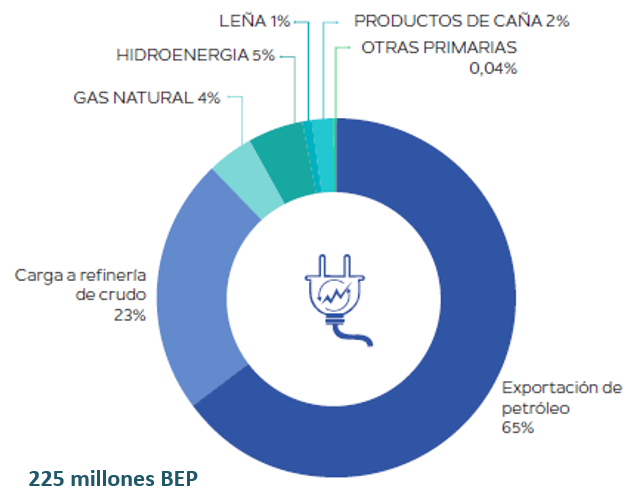 LEÑA 1%
PRODUCTOS DE CAÑA 2%
HIDROENERGIA 5%
OTRAS PRIMARIAS
0,04%
GAS NATURAL 4%
Carga a refinería
de crudo
23%
Exportación de
petróleo
65%
225 millones BEP